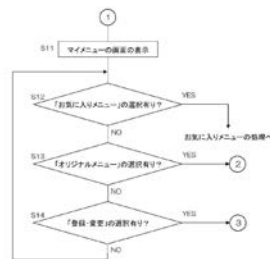 1
S11
マイメニューの画面の表示
S12
「お気に入りメニュー」の選択有り?
YES
お気に入りメニューの処理へ
NO
S13
「オリジナルメニュー」の選択有り?
YES
2
NO
S14
「登録・変更」の選択有り?
YES
3
NO